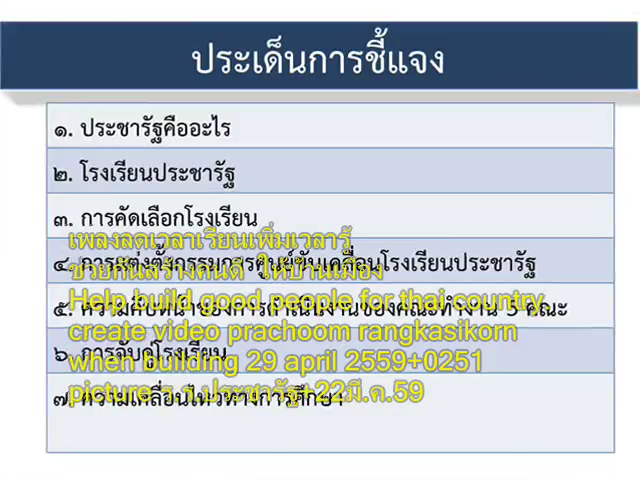 ประเด็นการชี้แจง
๑. ประชารัฐคืออะไร
๒. โรงเรียนประชารัฐ
๓. การคัดเลือกโรงเรียน
เพลงลดเวลาเรียนเพิ่มเวลารู้
๔. การแต่งตั้งกรรมการศูนย์ขับเคลื่อนโรงเรียนประชารัฐ
ช่วยกันสร้างคนดี ให้บ้านเมือง
Help build good people for thai country
๕. ความคืบหน้าของการดำเนินงานของคณะทำงาน 5 คณะ
create video prachoom rangkasikorn
๖. การจับคู่โรงเรียน
when building 29 april 2559+0251
picture ร.ร.ประชารัฐ+22มี.ค.59
๗. ความเคลื่อนไหวทางการศึกษา